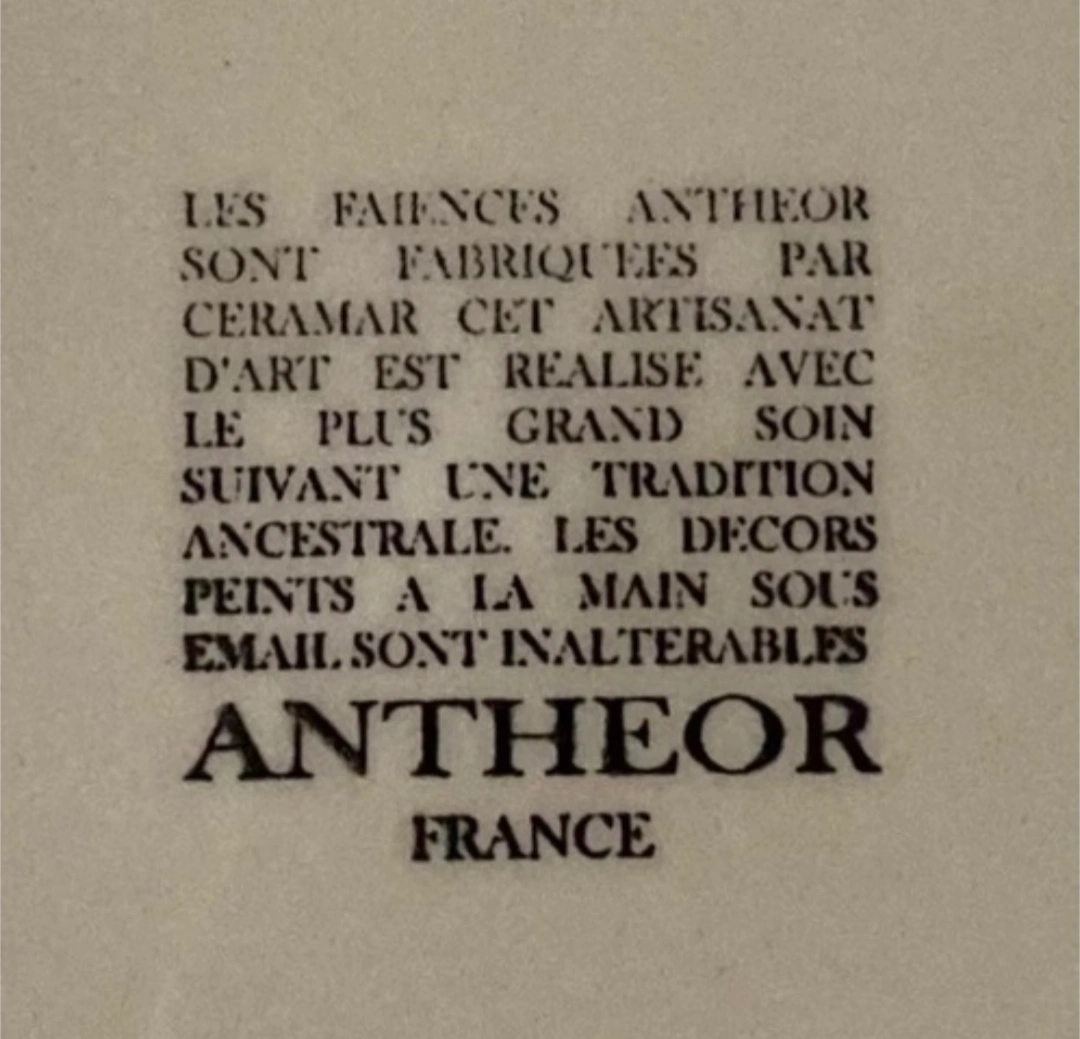 LES FAIENCES ANTHEOR
SONT FABRIQUEES PAR
CERAMAR CET ARTISANAT
D'ART EST REALISE AVEC
LE PLUS GRAND SOIN
SUIVANT UNE TRADITION
ANCESTRALE. LES DECORS
PEINTS A LA MAIN SOUS
EMAIL SONT INALTERABLES
ANTHEOR
FRANCE